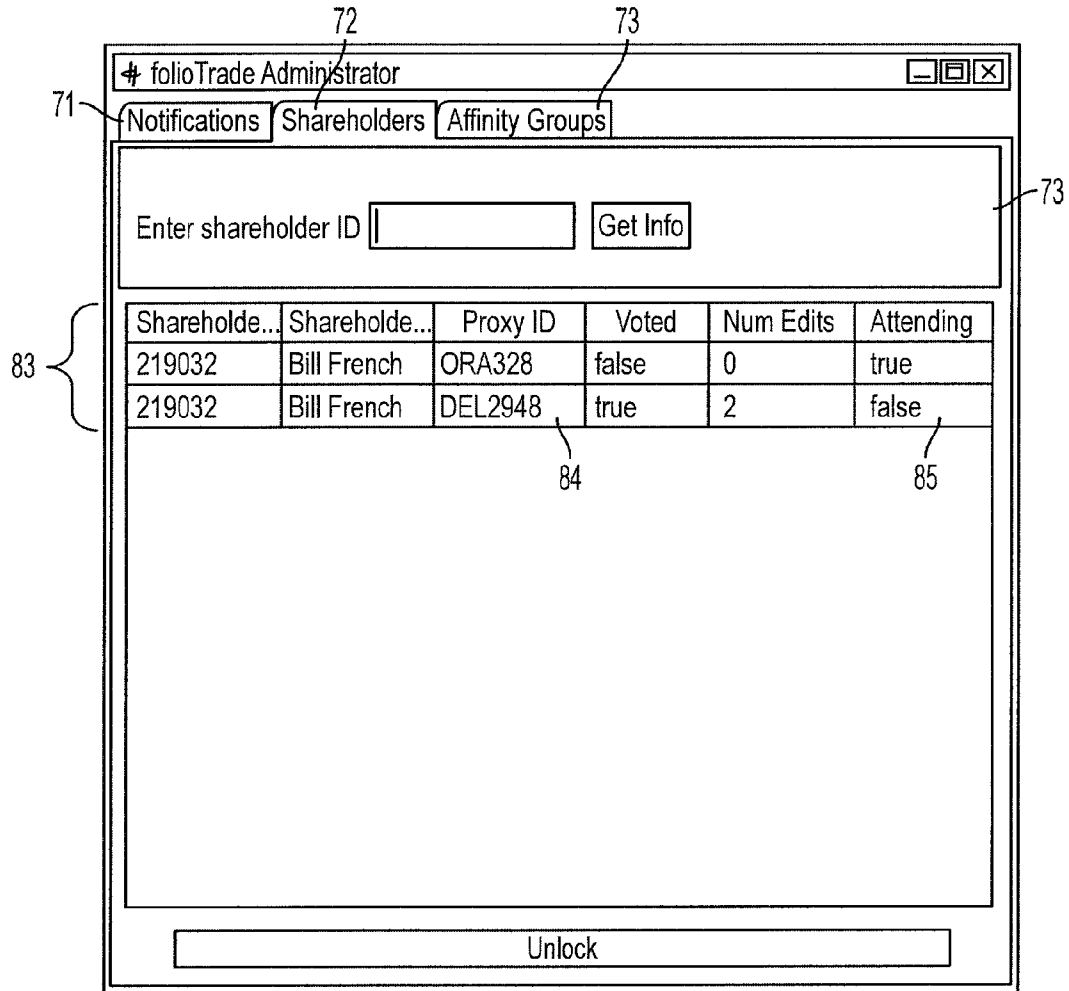 72 73
folioTrade Administrator
71 Notifications Shareholders Affinity Groups
73
Enter shareholder ID Get Info
83
Shareholde... Shareholde... Proxy ID Voted Num Edits Attending
219032 Bill French ORA328 false 0 true
219032 Bill French DEL2948 true 2 false
84 85
Unlock